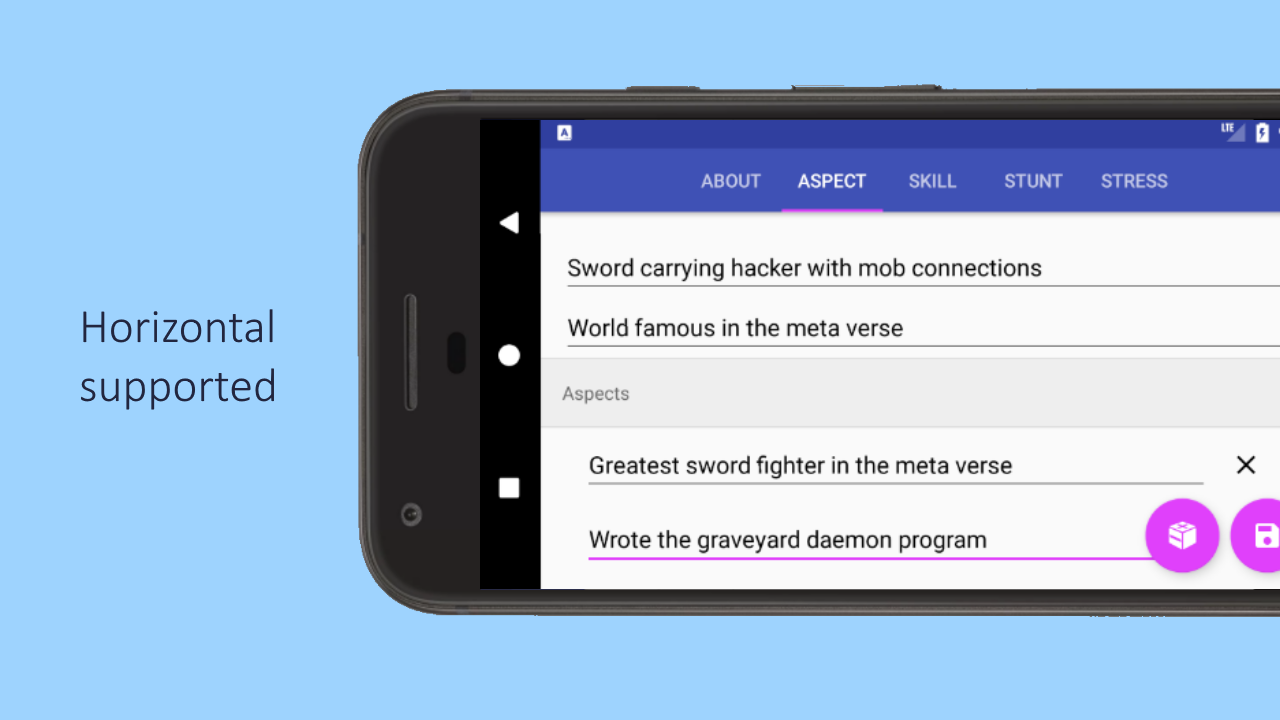 Horizontal
supported
A
LTE
ABOUT ASPECT SKILL STUNT STRESS
Sword carrying hacker with mob connections
World famous in the meta verse
Aspects
Greatest sword fighter in the meta verse
Wrote the graveyard daemon program